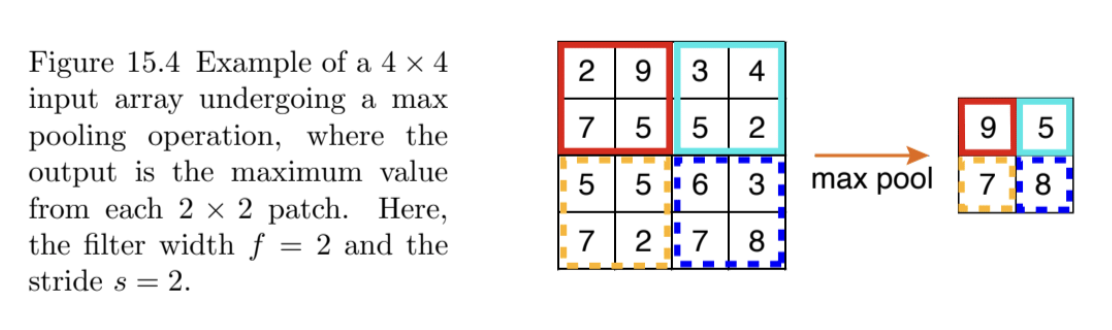 Figure 15.4 Example of a 4 × 4
input array undergoing a max
pooling operation, where the
output is the maximum value
from each 2 × 2 patch. Here,
the filter width f = 2 and the
stride s = 2.
2 9 3 4
7 5 5 2
5 5 6 3
7 2 7 8
max pool
9 5
7 8